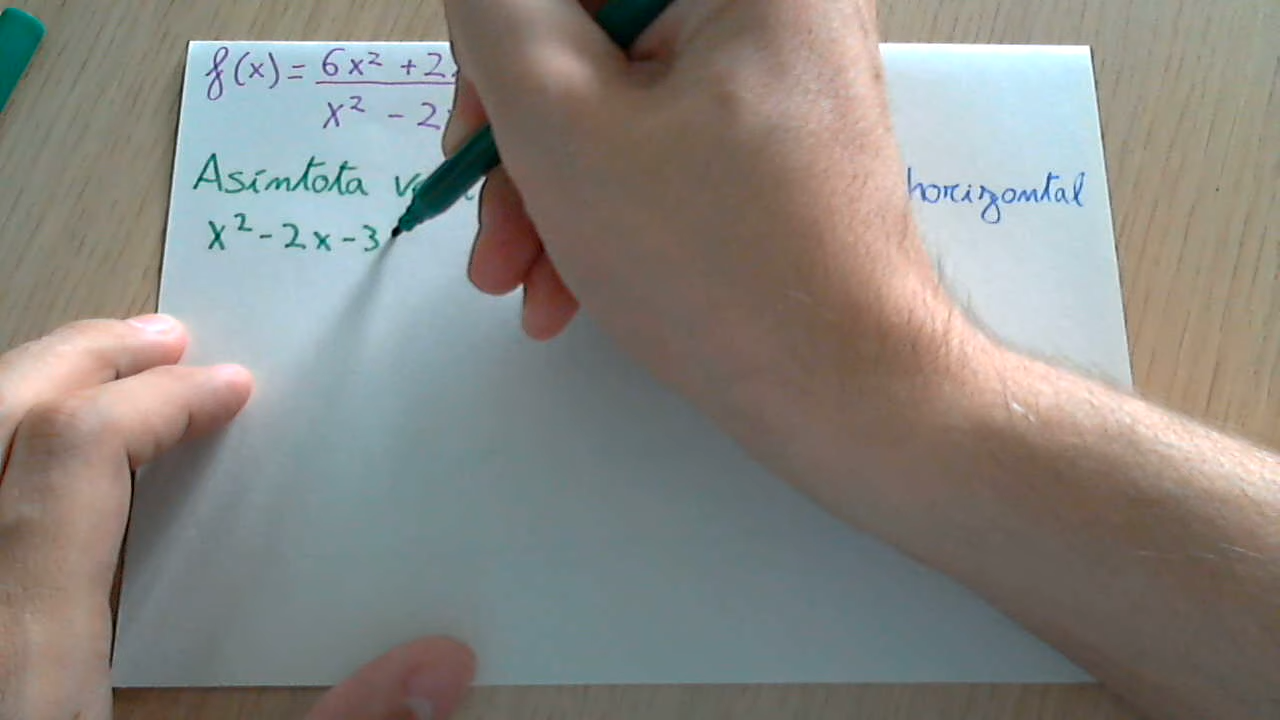 f(x) = 6x² + 2
x² - 2
Asíntota horizontal
x² - 2x - 3